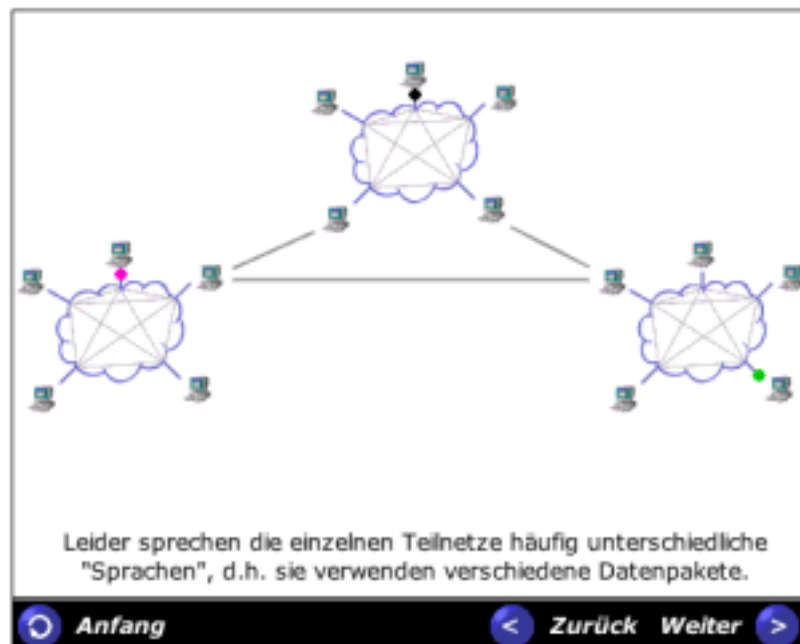 Leider sprechen die einzelnen Teilnetze häufig unterschiedliche
"Sprachen", d.h. sie verwenden verschiedene Datenpakete.
Anfang < Zurück Weiter >